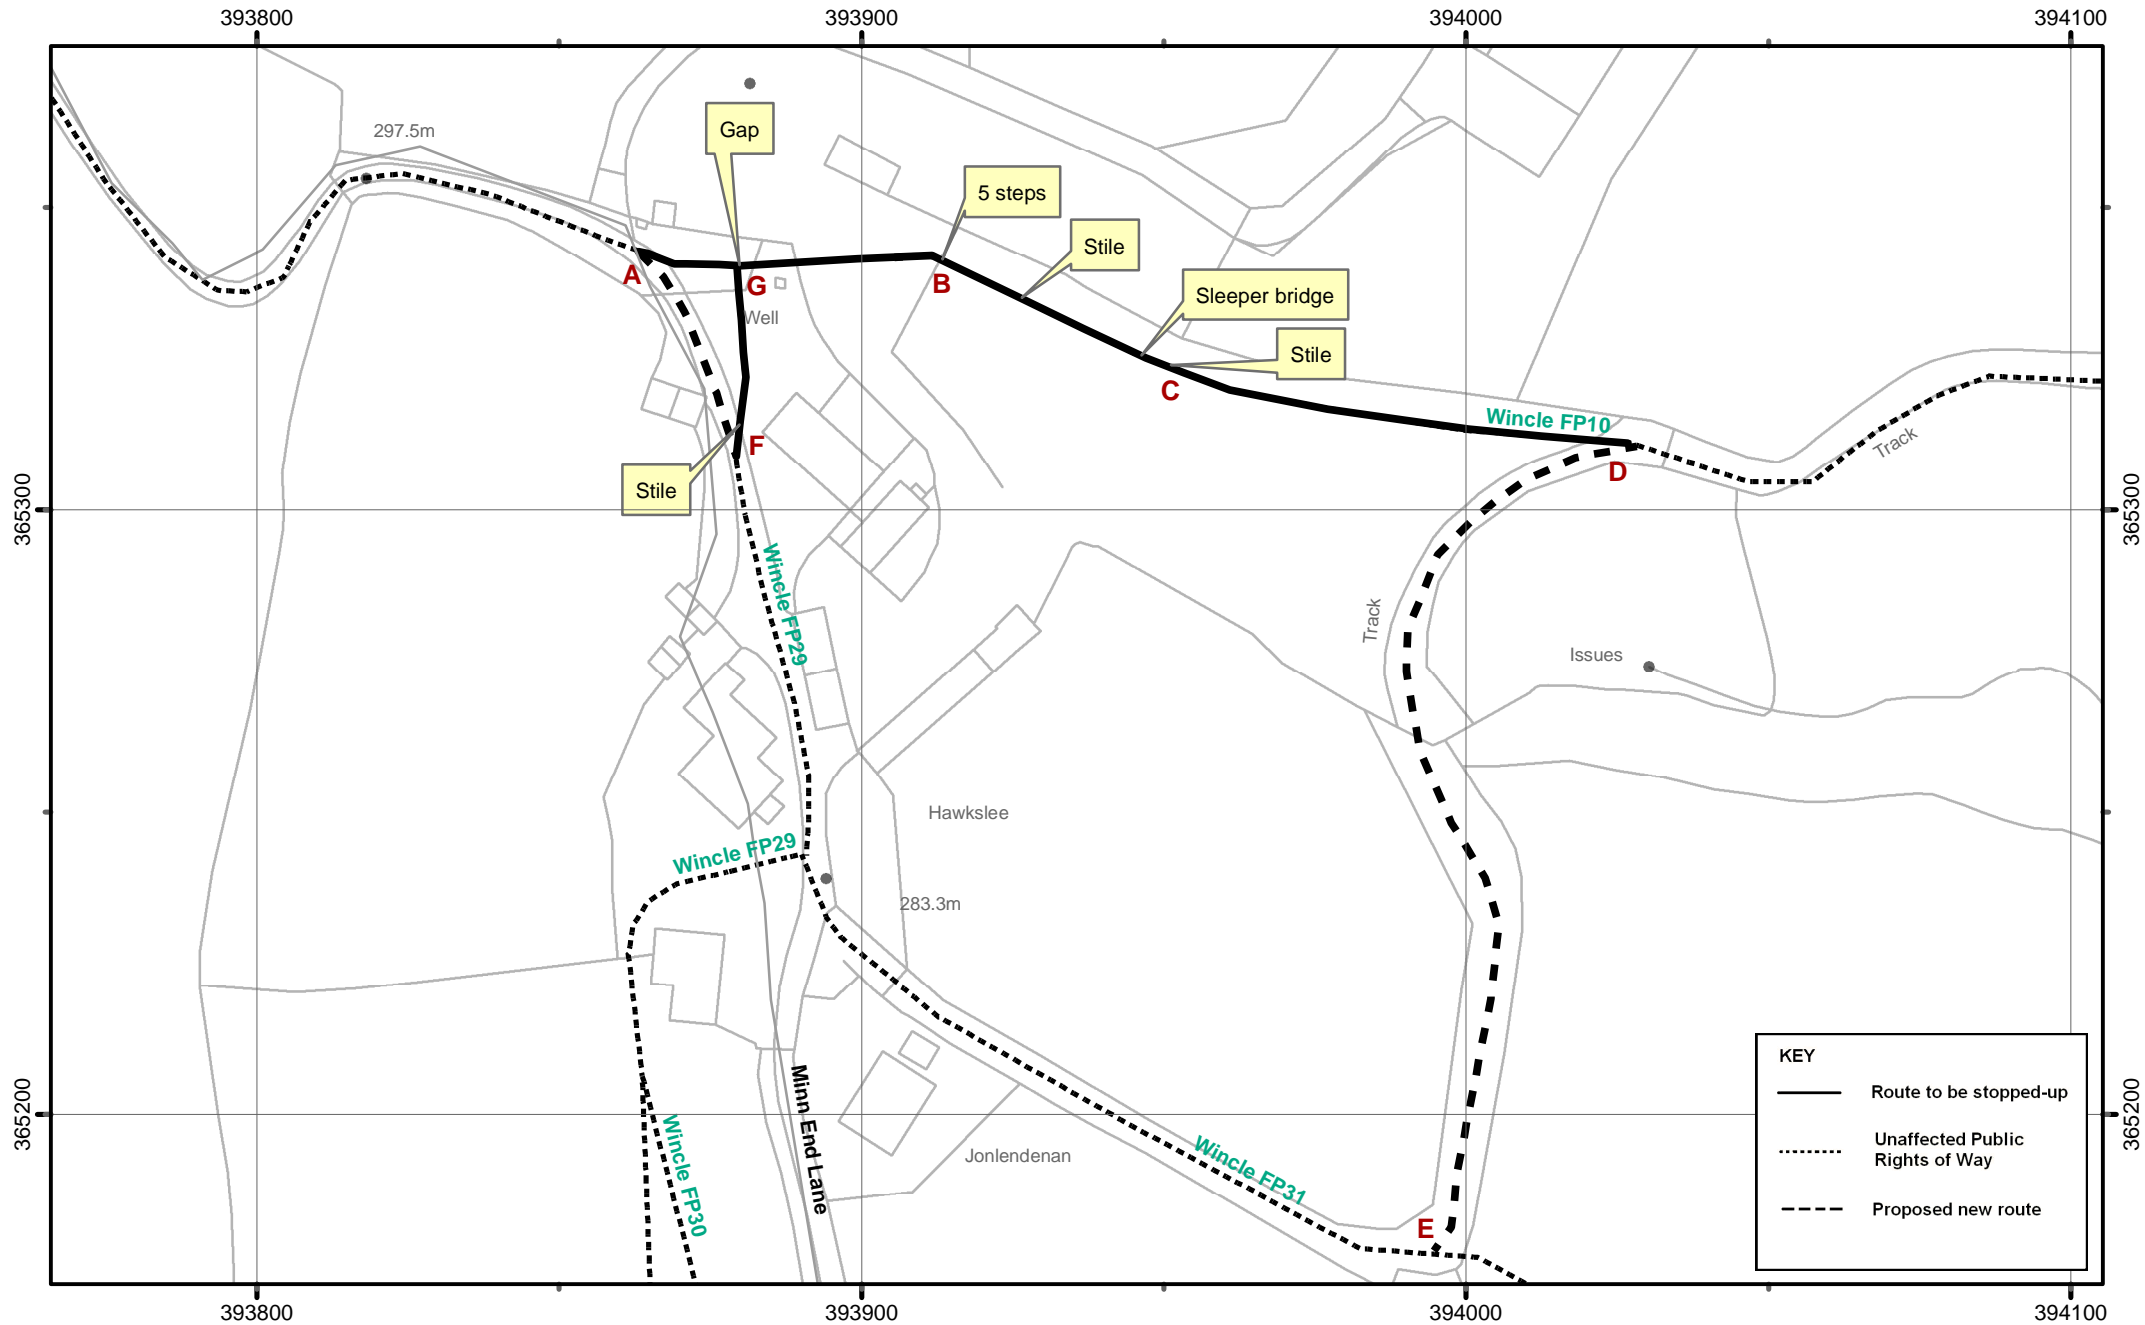 393800
393900
394000
394100
297.5m
Gap
5 steps
Stile
Sleeper bridge
Stile
A
G
B
Well
C
Wincle FP10
Track
F
D
Stile
365300
365300
Wincle FP29
Track
Issues
Hawkslee
Wincle FP29
283.3m
KEY
Route to be stopped-up
Unaffected Public
Rights of Way
Proposed new route
365200
365200
Minn End Lane
Wincle FP30
Jonlendenan
Wincle FP31
E
393800
393900
394000
394100